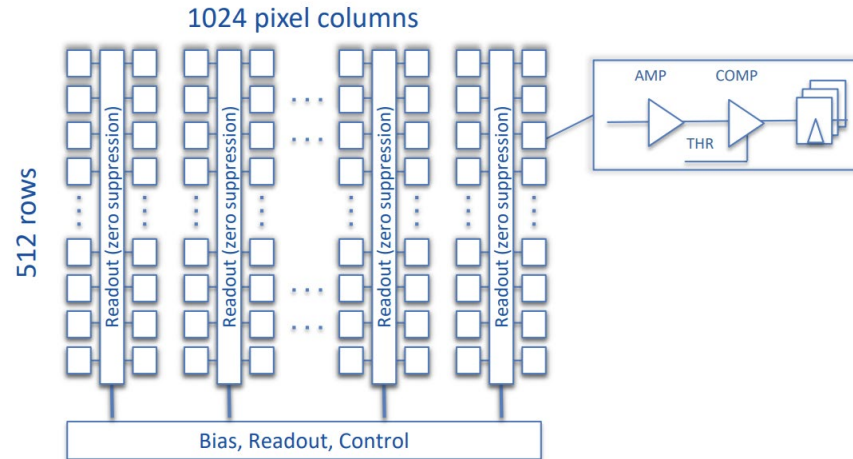 1024 pixel columns
512 rows
Readout (zero suppression)
Readout (zero suppression)
Readout (zero suppression)
Readout (zero suppression)
AMP
COMP
THR
Bias, Readout, Control